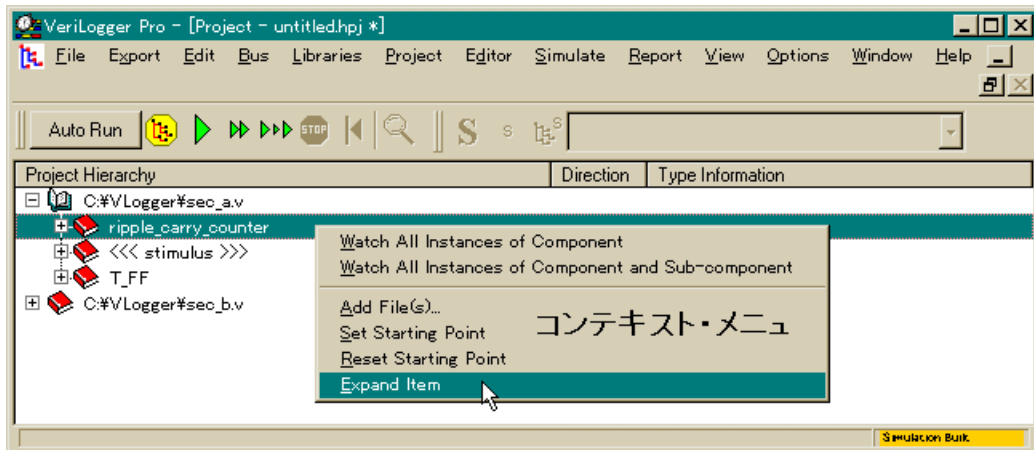 VeriLogger Pro - [Project - untitled.hpj *]
File Export Edit Bus Libraries Project Editor Simulate Report View Options Window Help
Auto Run STOP S s S
Project Hierarchy Direction Type Information
C:¥VLogger¥sec_a.v
ripple_carry_counter
<<< stimulus >>>
T_FF
C:¥VLogger¥sec_b.v
Watch All Instances of Component
Watch All Instances of Component and Sub-component
Add File(s)...
Set Starting Point
コンテキスト・メニュ
Reset Starting Point
Expand Item
Simulation Built